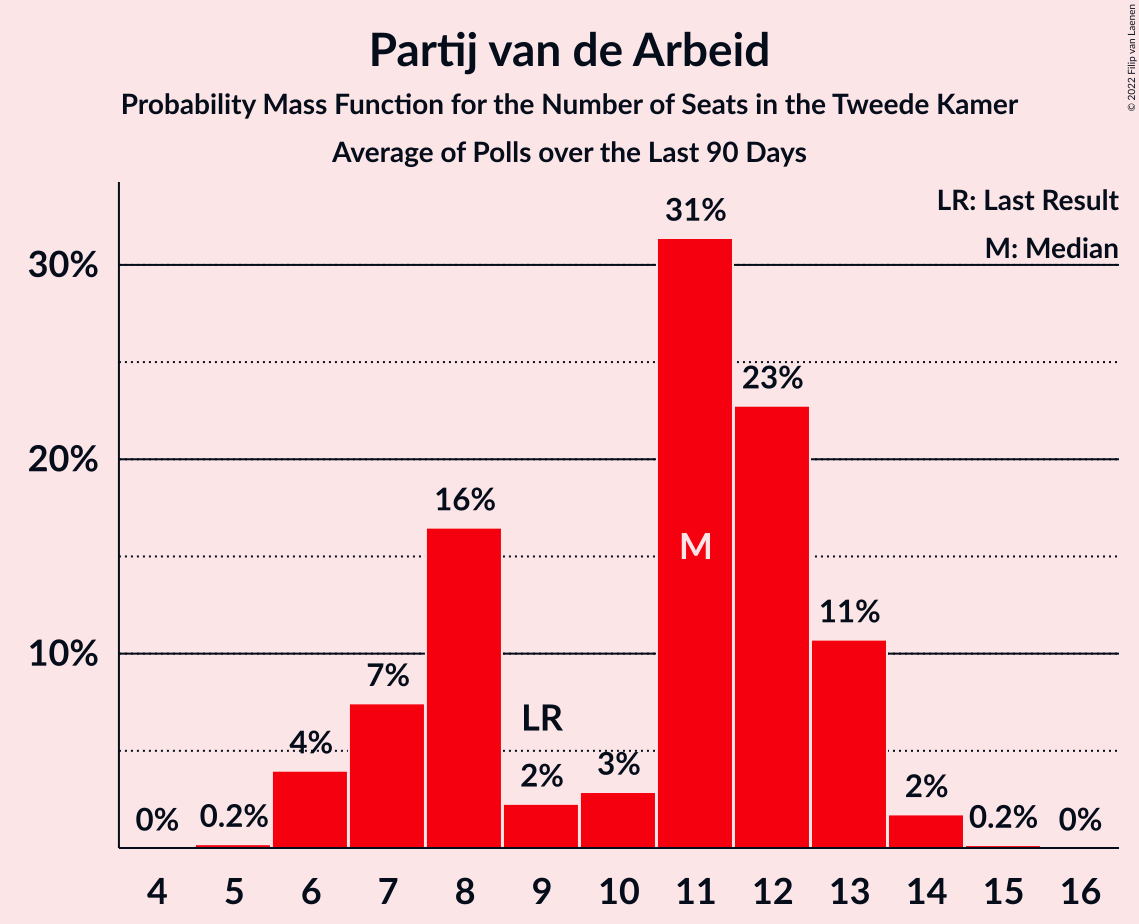 Partij van de Arbeid
Probability Mass Function for the Number of Seats in the Tweede Kamer
Average of Polls over the Last 90 Days
© 2022 Filip van Laenen
LR: Last Result
M: Median
30%
20%
10%
0%
0.2%
4%
7%
16%
LR
2%
3%
31%
M
23%
11%
2%
0.2%
0%
4 5 6 7 8 9 10 11 12 13 14 15 16